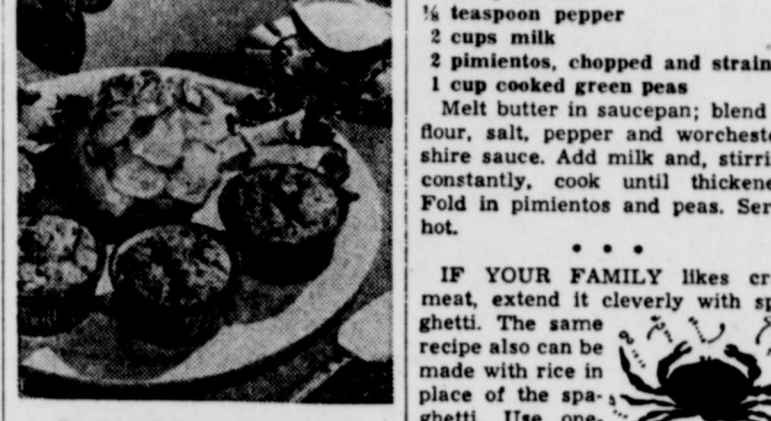 ⅛ teaspoon pepper
2 cups milk
2 pimientos, chopped and strain
1 cup cooked green peas
Melt butter in saucepan; blend
flour, salt, pepper and worcheste
shire sauce. Add milk and, stirri
constantly, cook until thickene
Fold in pimientos and peas. Ser
hot.
• • •
IF YOUR FAMILY likes cr
meat, extend it cleverly with sp
ghetti. The same
recipe also can be
made with rice in
place of the spa-
ghetti. Use one-